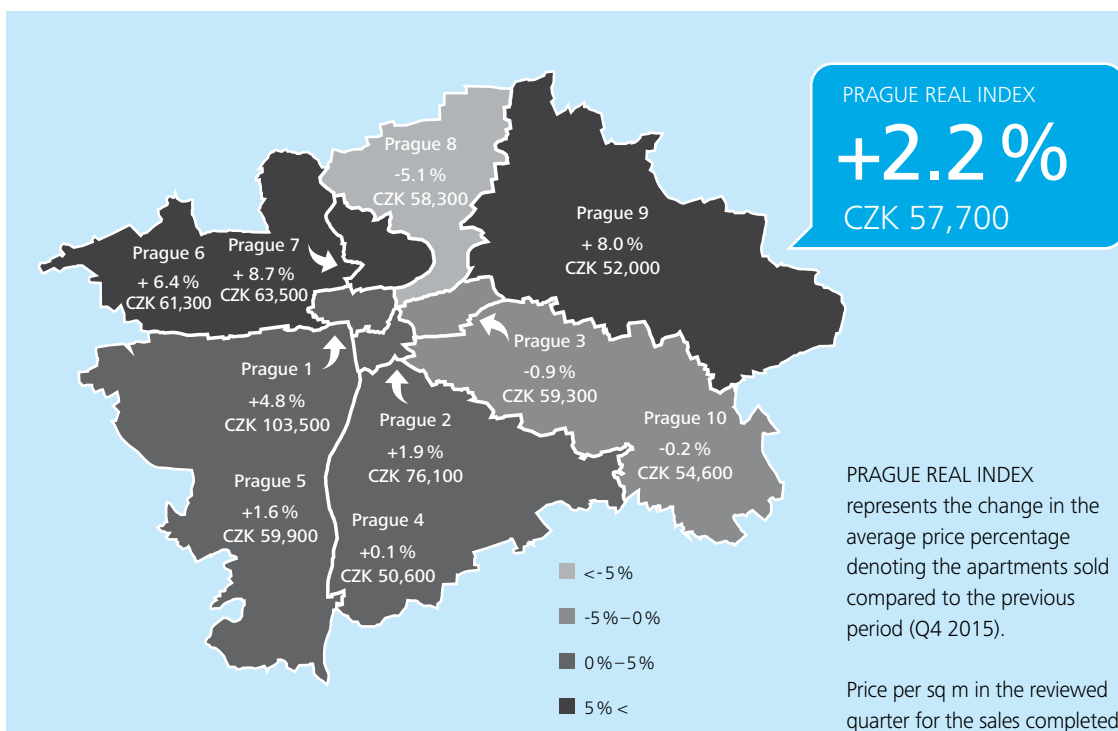 PRAGUE REAL INDEX
+2.2 %
CZK 57,700
Prague 8
-5.1 %
CZK 58,300
Prague 9
+ 8.0 %
CZK 52,000
Prague 6
+ 6.4 %
CZK 61,300
Prague 7
+ 8.7 %
CZK 63,500
Prague 3
-0.9 %
CZK 59,300
Prague 1
+4.8 %
CZK 103,500
Prague 2
+1.9 %
CZK 76,100
Prague 10
-0.2 %
CZK 54,600
Prague 5
+1.6 %
CZK 59,900
Prague 4
+0.1 %
CZK 50,600
<-5 %
-5 %–0 %
0 %–5 %
5 % <
PRAGUE REAL INDEX
represents the change in the
average price percentage
denoting the apartments sold
compared to the previous
period (Q4 2015).
Price per sq m in the reviewed
quarter for the sales completed